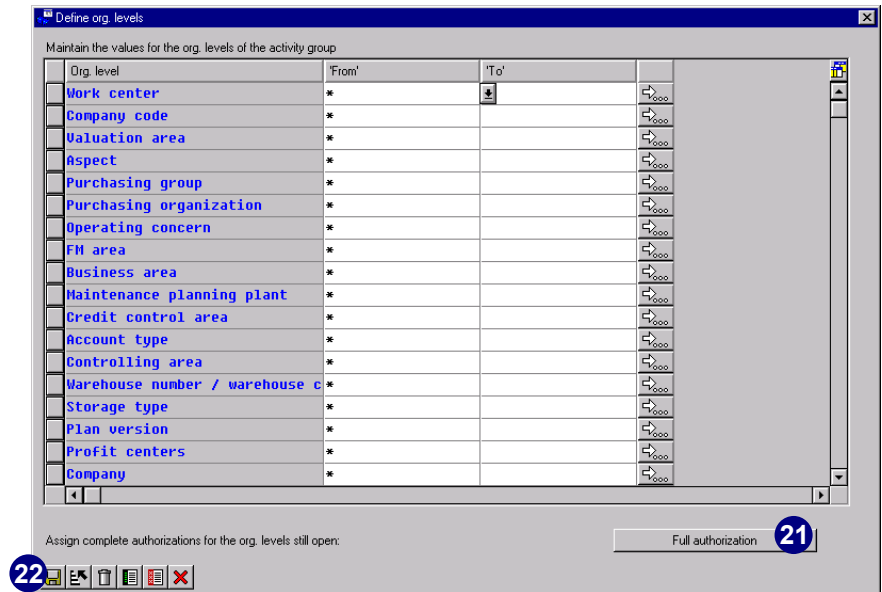 Define org. levels
Maintain the values for the org. levels of the activity group
Org. level 'From' 'To'
Work center *
Company code *
Valuation area *
Aspect *
Purchasing group *
Purchasing organization *
Operating concern *
FM area *
Business area *
Maintenance planning plant *
Credit control area *
Account type *
Controlling area *
Warehouse number / warehouse c *
Storage type *
Plan version *
Profit centers *
Company *
Assign complete authorizations for the org. levels still open: Full authorization 21
22